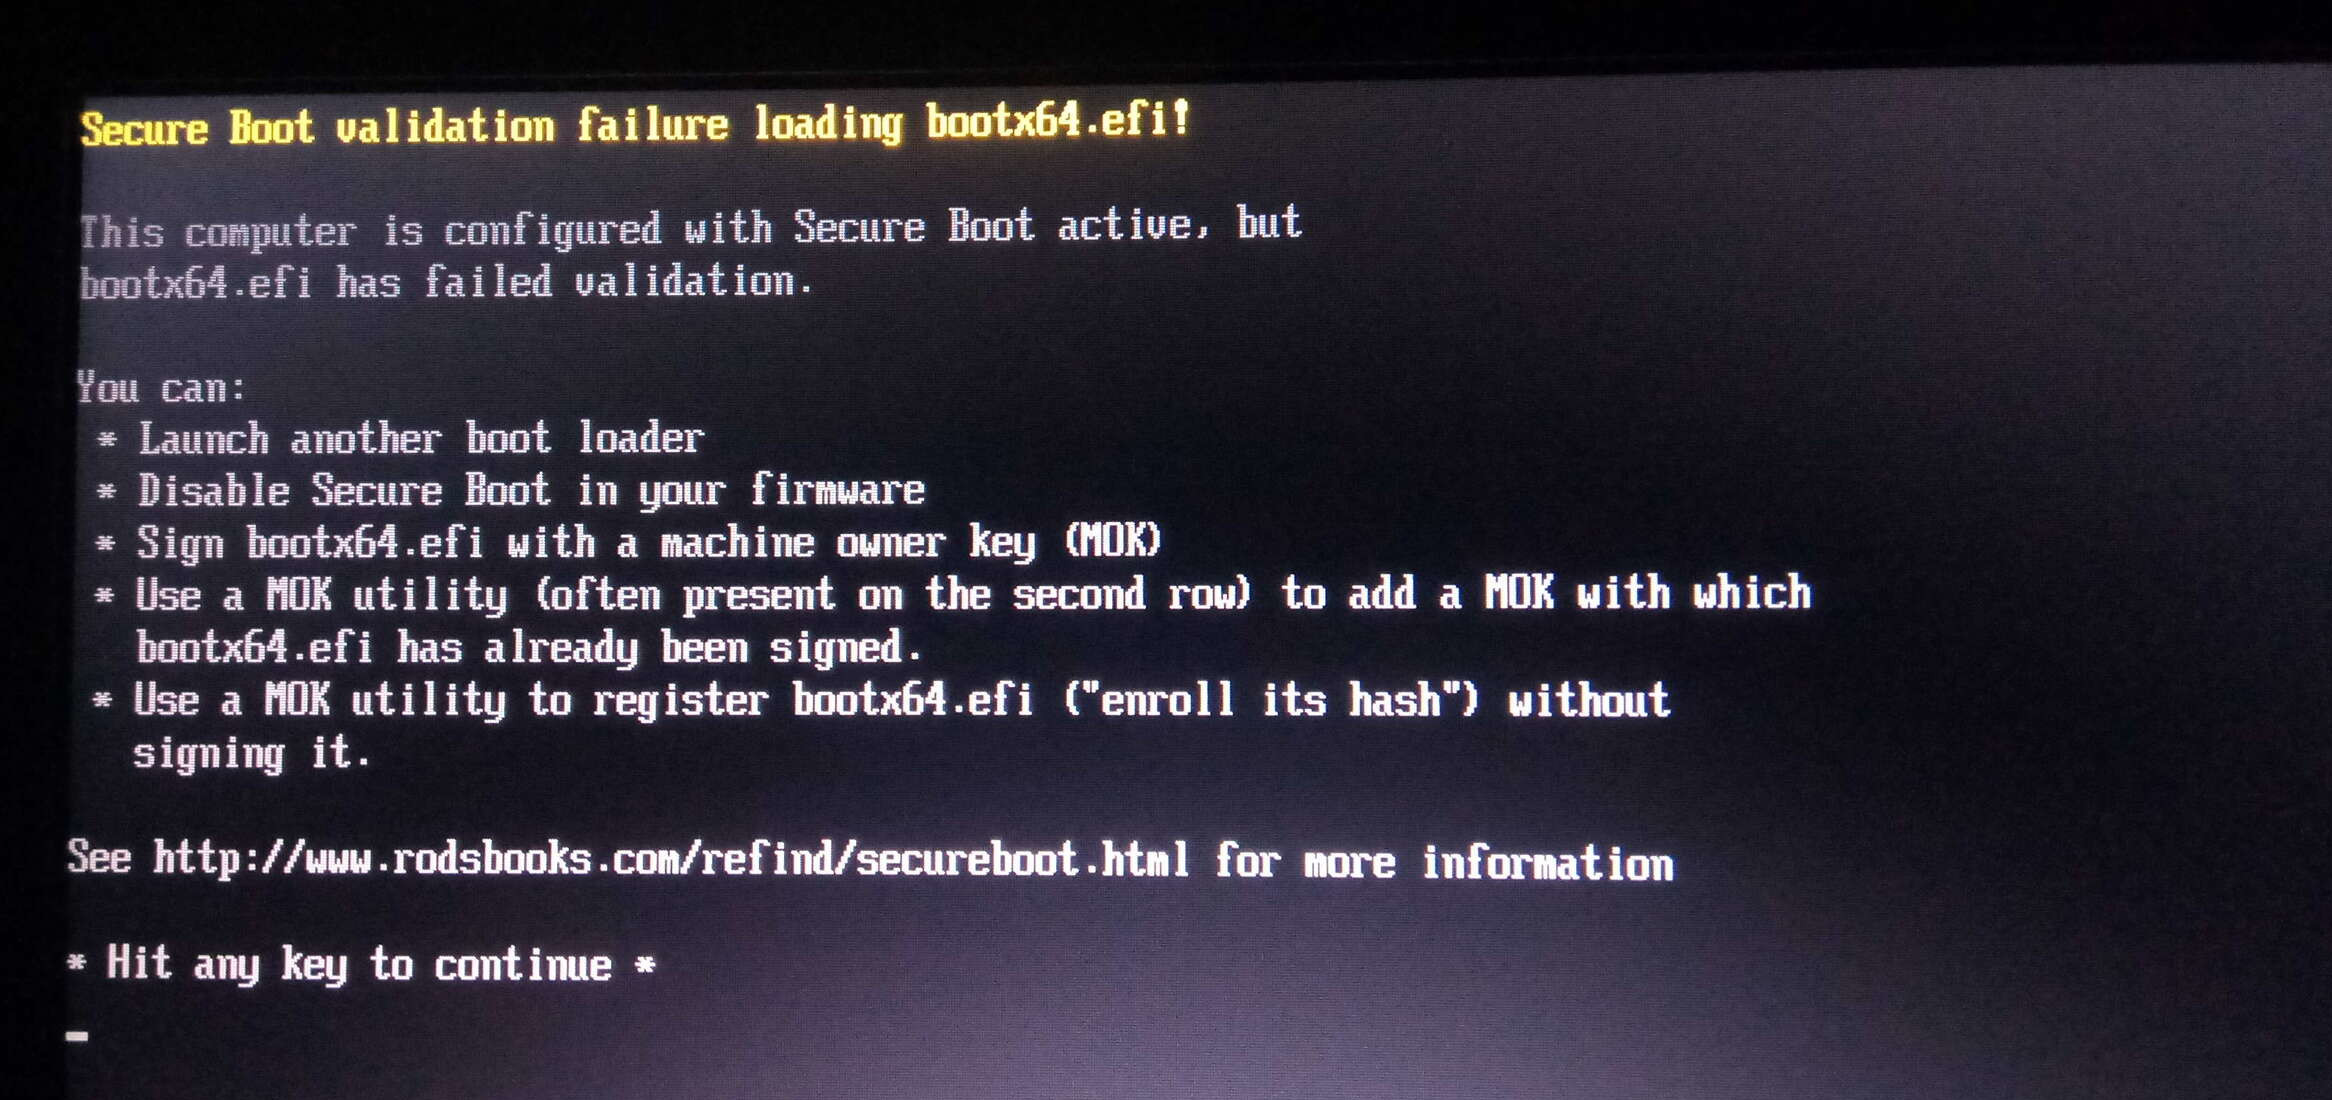 Secure Boot validation failure loading bootx64.efi!
This computer is configured with Secure Boot active, but
bootx64.efi has failed validation.
You can:
* Launch another boot loader
* Disable Secure Boot in your firmware
* Sign bootx64.efi with a machine owner key (MOK)
* Use a MOK utility (often present on the second row) to add a MOK with which
bootx64.efi has already been signed.
* Use a MOK utility to register bootx64.efi ("enroll its hash") without
signing it.
See http://www.rodsbooks.com/refind/secureboot.html for more information
* Hit any key to continue *